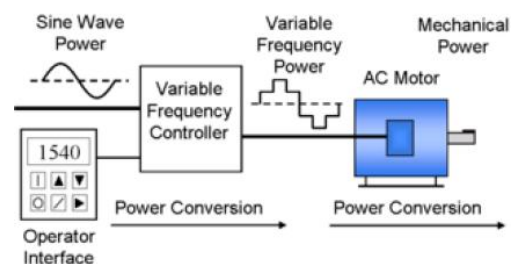 Sine Wave
Power
Variable
Frequency
Power
Mechanical
Power
AC Motor
Variable
Frequency
Controller
1540
Power Conversion
Power Conversion
Operator
Interface